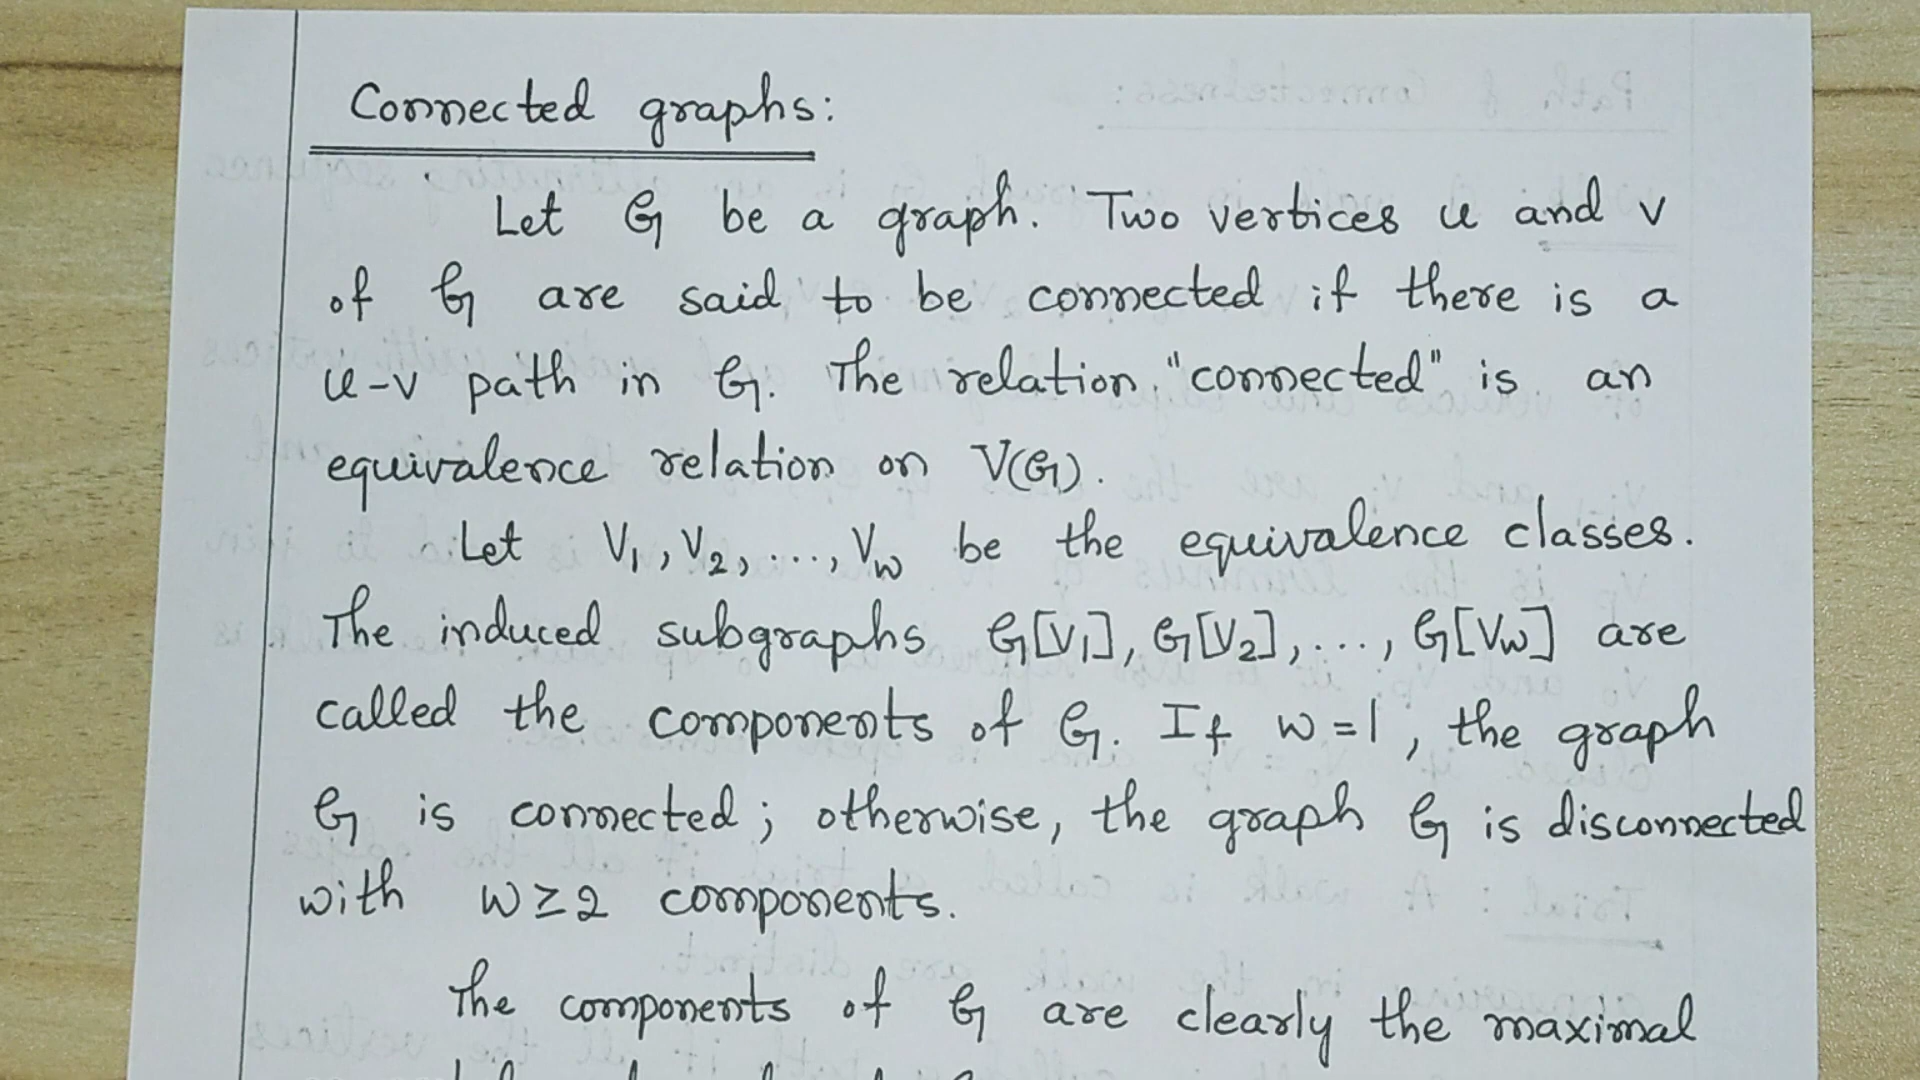 Connected graphs:
Let G be a graph. Two vertices u and v
of G are said to be connected if there is a
u-v path in G. The relation "connected" is an
equivalence relation on V(G).
Let V₁, V₂, ..., Vw be the equivalence classes.
The induced subgraphs G[V₁], G[V₂], ..., G[Vw] are
called the components of G. If w=1, the graph
G is connected; otherwise, the graph G is disconnected
with w≥2 components.
The components of G are clearly the maximal